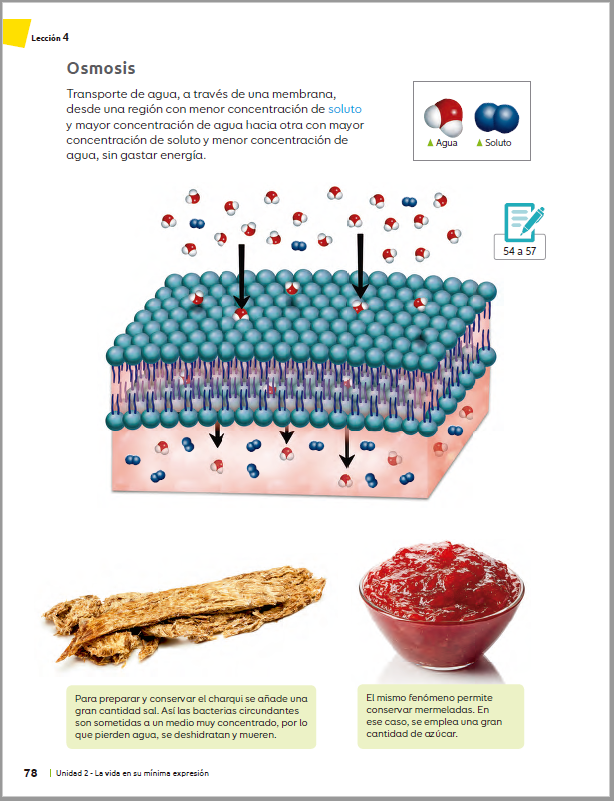 Lección 4
Osmosis
Transporte de agua, a través de una membrana,
desde una región con menor concentración de soluto
y mayor concentración de agua hacia otra con mayor
concentración de soluto y menor concentración de
agua, sin gastar energía.
Agua
Soluto
54 a 57
Para preparar y conservar el charqui se añade una
gran cantidad sal. Así las bacterias circundantes
son sometidas a un medio muy concentrado, por lo
que pierden agua, se deshidratan y mueren.
El mismo fenómeno permite
conservar mermeladas. En
ese caso, se emplea una gran
cantidad de azúcar.
78 | Unidad 2 - La vida en su mínima expresión